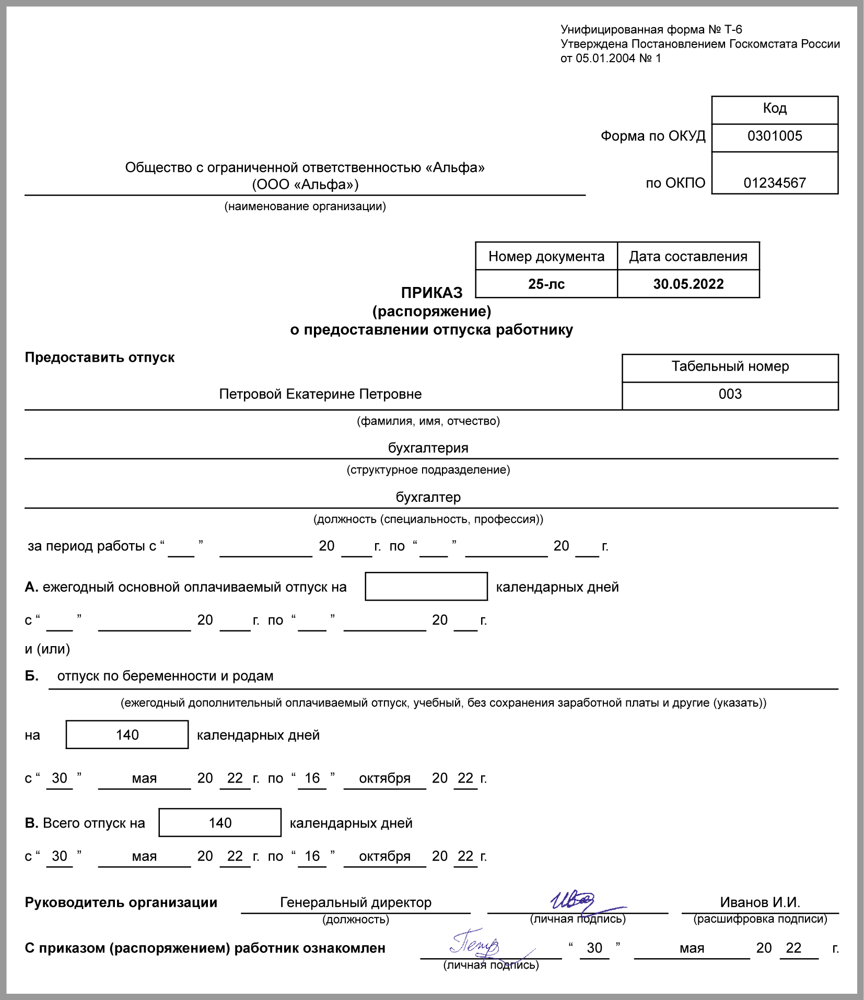 Унифицированная форма № Т-6
Утверждена Постановлением Госкомстата России
от 05.01.2004 № 1
Код
Форма по ОКУД 0301005
Общество с ограниченной ответственностью «Альфа»
(ООО «Альфа»)
по ОКПО 01234567
(наименование организации)
Номер документа Дата составления
25-лс 30.05.2022
ПРИКАЗ
(распоряжение)
о предоставлении отпуска работнику
Предоставить отпуск
Табельный номер
Петровой Екатерине Петровне 003
(фамилия, имя, отчество)
бухгалтерия
(структурное подразделение)
бухгалтер
(должность (специальность, профессия))
за период работы с “ ” 20 г. по “ ” 20 г.
А. ежегодный основной оплачиваемый отпуск на календарных дней
с “ ” 20 г. по “ ” 20 г.
и (или)
Б. отпуск по беременности и родам
(ежегодный дополнительный оплачиваемый отпуск, учебный, без сохранения заработной платы и другие (указать))
на 140 календарных дней
с “ 30 ” мая 20 22 г. по “ 16 ” октября 20 22 г.
В. Всего отпуск на 140 календарных дней
с “ 30 ” мая 20 22 г. по “ 16 ” октября 20 22 г.
Руководитель организации Генеральный директор Иванов И.И.
(должность) (личная подпись) (расшифровка подписи)
С приказом (распоряжением) работник ознакомлен “ 30 ” мая 20 22 г.
(личная подпись)